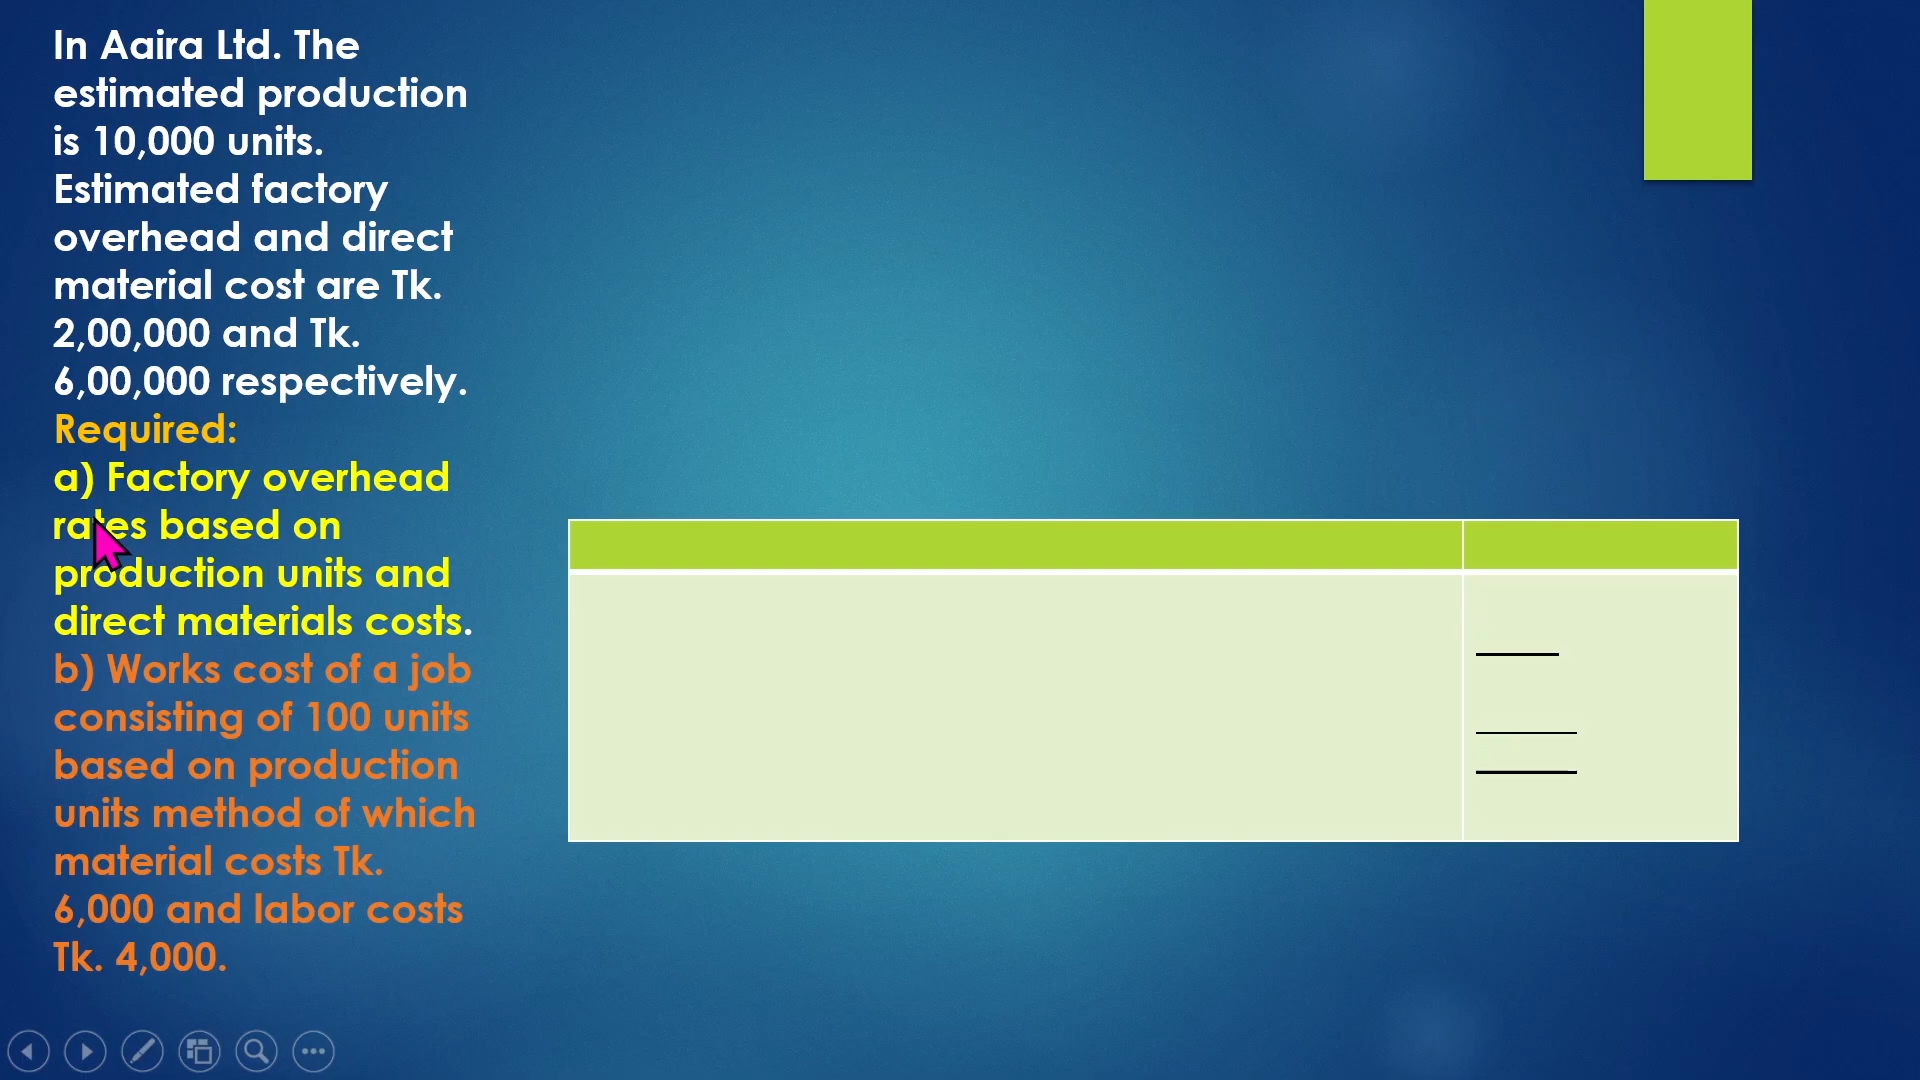 In Aaira Ltd. The
estimated production
is 10,000 units.
Estimated factory
overhead and direct
material cost are Tk.
2,00,000 and Tk.
6,00,000 respectively.
Required:
a) Factory overhead
rates based on
production units and
direct materials costs.
b) Works cost of a job
consisting of 100 units
based on production
units method of which
material costs Tk.
6,000 and labor costs
Tk. 4,000.